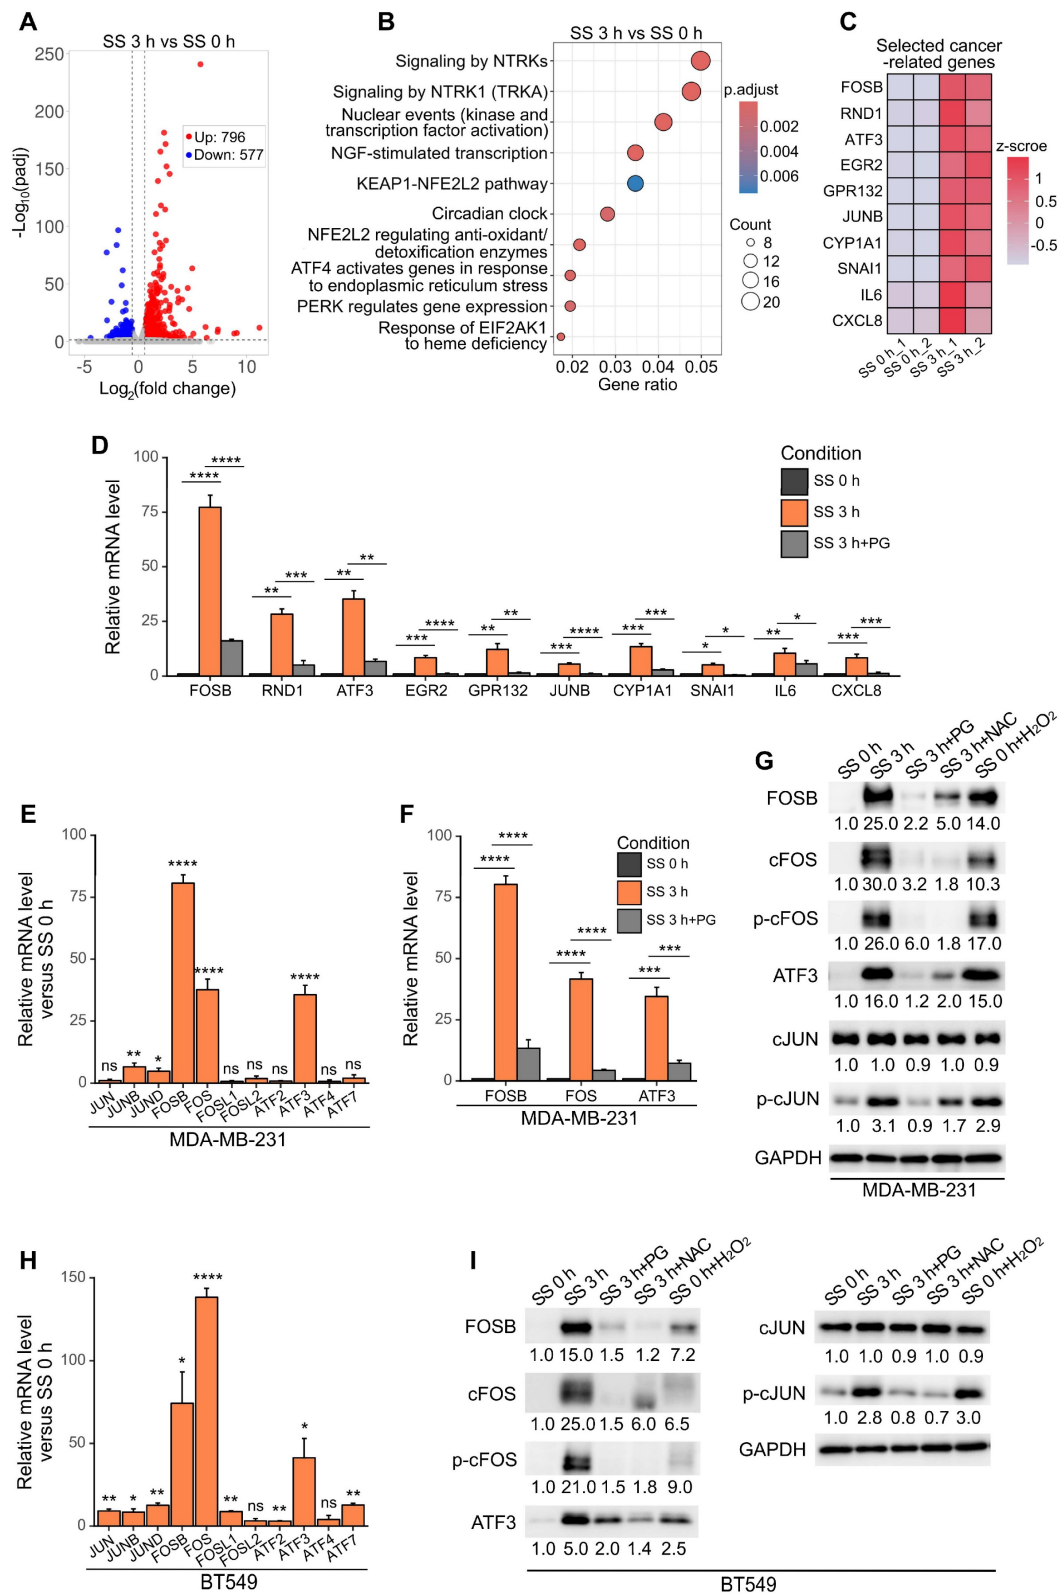 A
SS 3 h vs SS 0 h
250
200
150
100
50
0
-Log10(padj)
Up: 796
Down: 577
-5
0
5
10
Log2(fold change)
B
SS 3 h vs SS 0 h
Signaling by NTRKs
Signaling by NTRK1 (TRKA)
Nuclear events (kinase and
transcription factor activation)
NGF-stimulated transcription
KEAP1-NFE2L2 pathway
Circadian clock
NFE2L2 regulating anti-oxidant/
detoxification enzymes
ATF4 activates genes in response
to endoplasmic reticulum stress
PERK regulates gene expression
Response of EIF2AK1
to heme deficiency
0.02 0.03 0.04 0.05
Gene ratio
p.adjust
0.002
0.004
0.006
Count
8
12
16
20
C
Selected cancer
-related genes
FOSB
RND1
ATF3
EGR2
GPR132
JUNB
CYP1A1
SNAI1
IL6
CXCL8
SS 0 h_1
SS 0 h_2
SS 3 h_1
SS 3 h_2
z-scroe
1
0.5
0
-0.5
D
Relative mRNA level
100
75
50
25
0
**** ****
** ***
** **
*** ****
** **
*** ****
*** ***
* *
** *
*** ***
FOSB RND1 ATF3 EGR2 GPR132 JUNB CYP1A1 SNAI1 IL6 CXCL8
Condition
SS 0 h
SS 3 h
SS 3 h+PG
E
Relative mRNA level
versus SS 0 h
100
75
50
25
0
ns ** * **** **** ns ns ns **** ns ns
JUN JUNB JUND FOSB FOS FOSL1 FOSL2 ATF2 ATF3 ATF4 ATF7
MDA-MB-231
F
Relative mRNA level
100
75
50
25
0
**** ****
**** ****
*** ***
Condition
SS 0 h
SS 3 h
SS 3 h+PG
FOSB FOS ATF3
MDA-MB-231
G
SS 0 h SS 3 h SS 3 h+PG SS 3 h+NAC SS 0 h+H2O2
FOSB
1.0 25.0 2.2 5.0 14.0
cFOS
1.0 30.0 3.2 1.8 10.3
p-cFOS
1.0 26.0 6.0 1.8 17.0
ATF3
1.0 16.0 1.2 2.0 15.0
cJUN
1.0 1.0 0.9 1.0 0.9
p-cJUN
1.0 3.1 0.9 1.7 2.9
GAPDH
MDA-MB-231
H
Relative mRNA level
versus SS 0 h
150
100
50
0
** * ** * **** ** ns ** * ns **
JUN JUNB JUND FOSB FOS FOSL1 FOSL2 ATF2 ATF3 ATF4 ATF7
BT549
I
SS 0 h SS 3 h SS 3 h+PG SS 3 h+NAC SS 0 h+H2O2
FOSB
1.0 15.0 1.5 1.2 7.2
cFOS
1.0 25.0 1.5 6.0 6.5
p-cFOS
1.0 21.0 1.5 1.8 9.0
ATF3
1.0 5.0 2.0 1.4 2.5
SS 0 h SS 3 h SS 3 h+PG SS 3 h+NAC SS 0 h+H2O2
cJUN
1.0 1.0 0.9 1.0 0.9
p-cJUN
1.0 2.8 0.8 0.7 3.0
GAPDH
BT549